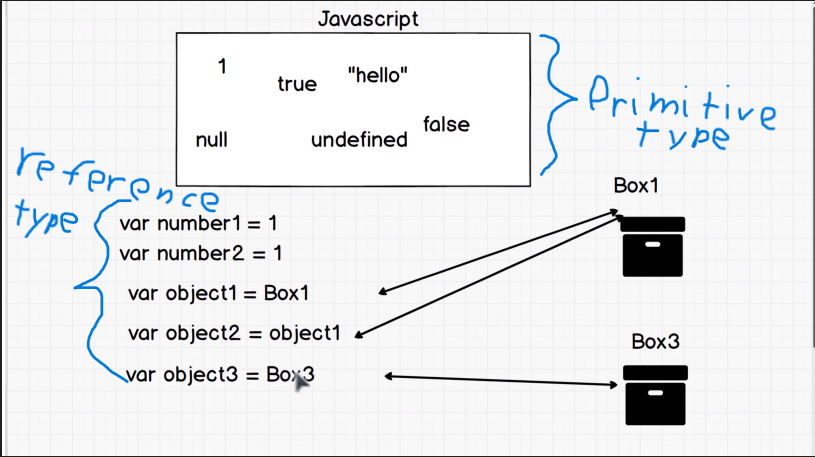 Javascript
1
true
"hello"
null
undefined
false
Primitive
type
reference
type
var number1 = 1
var number2 = 1
var object1 = Box1
var object2 = object1
var object3 = Box3
Box1
Box3